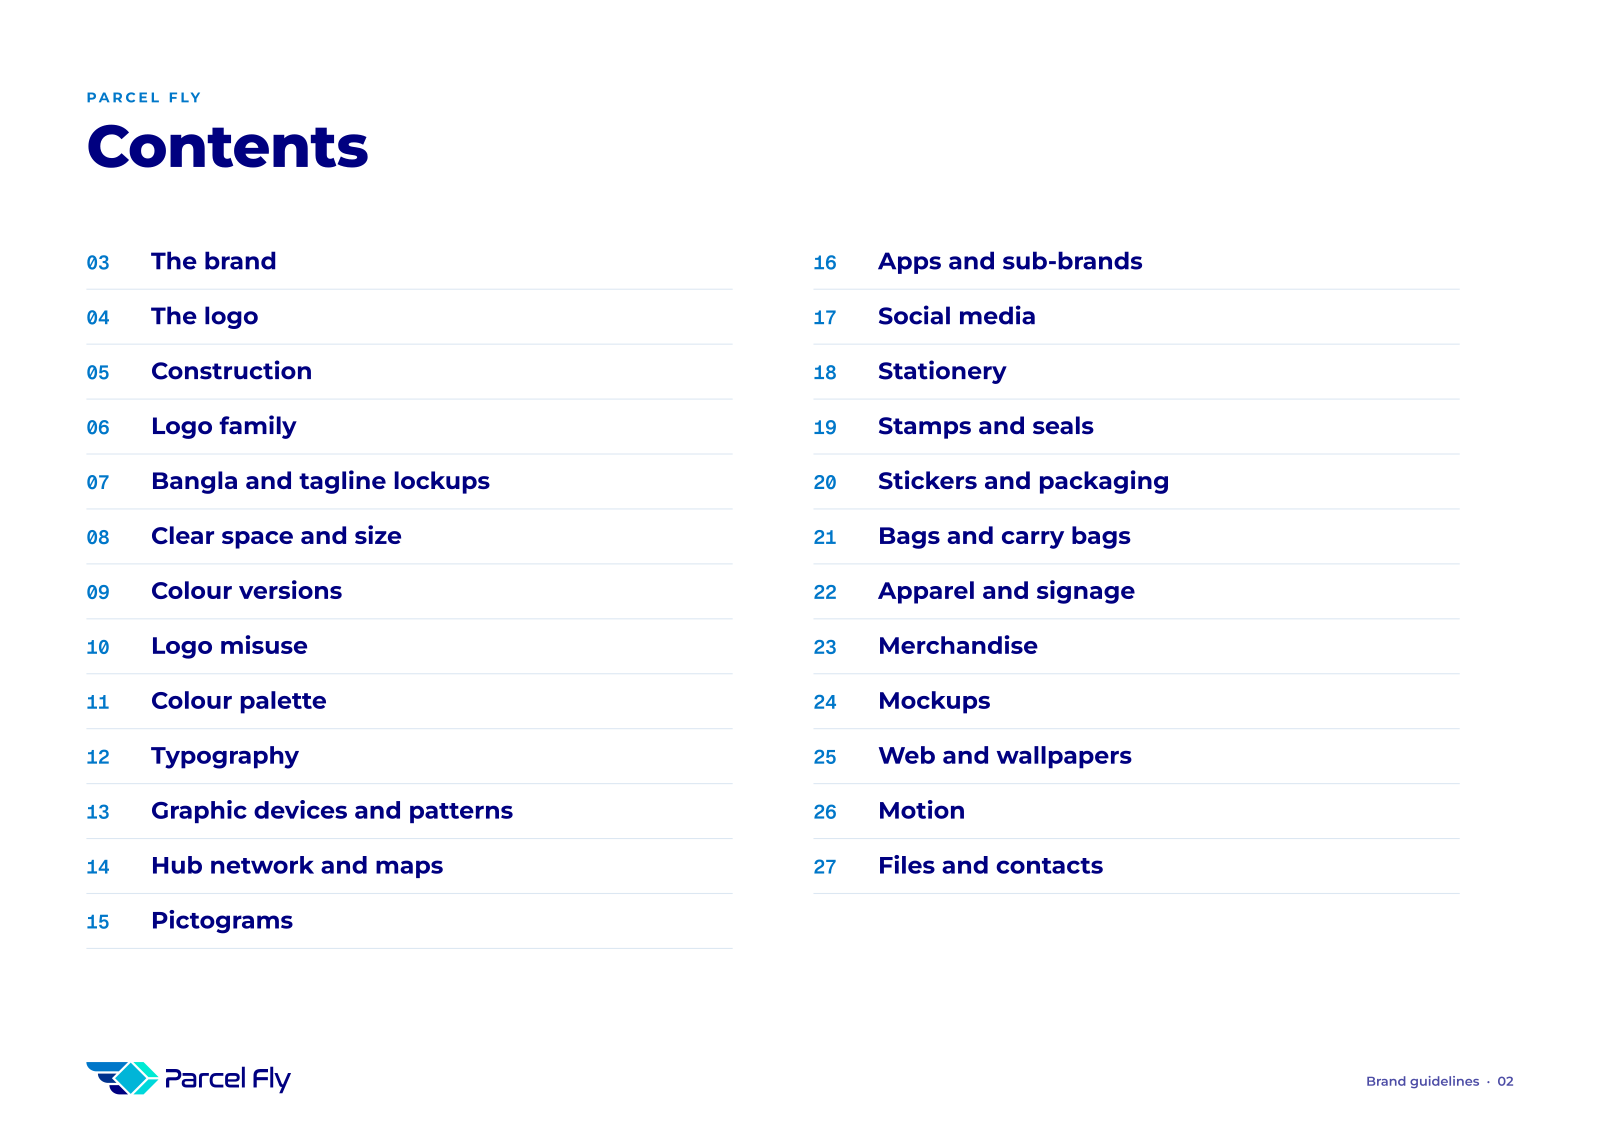 PARCEL FLY
Contents
03 The brand
04 The logo
05 Construction
06 Logo family
07 Bangla and tagline lockups
08 Clear space and size
09 Colour versions
10 Logo misuse
11 Colour palette
12 Typography
13 Graphic devices and patterns
14 Hub network and maps
15 Pictograms
16 Apps and sub-brands
17 Social media
18 Stationery
19 Stamps and seals
20 Stickers and packaging
21 Bags and carry bags
22 Apparel and signage
23 Merchandise
24 Mockups
25 Web and wallpapers
26 Motion
27 Files and contacts
Parcel Fly
Brand guidelines · 02